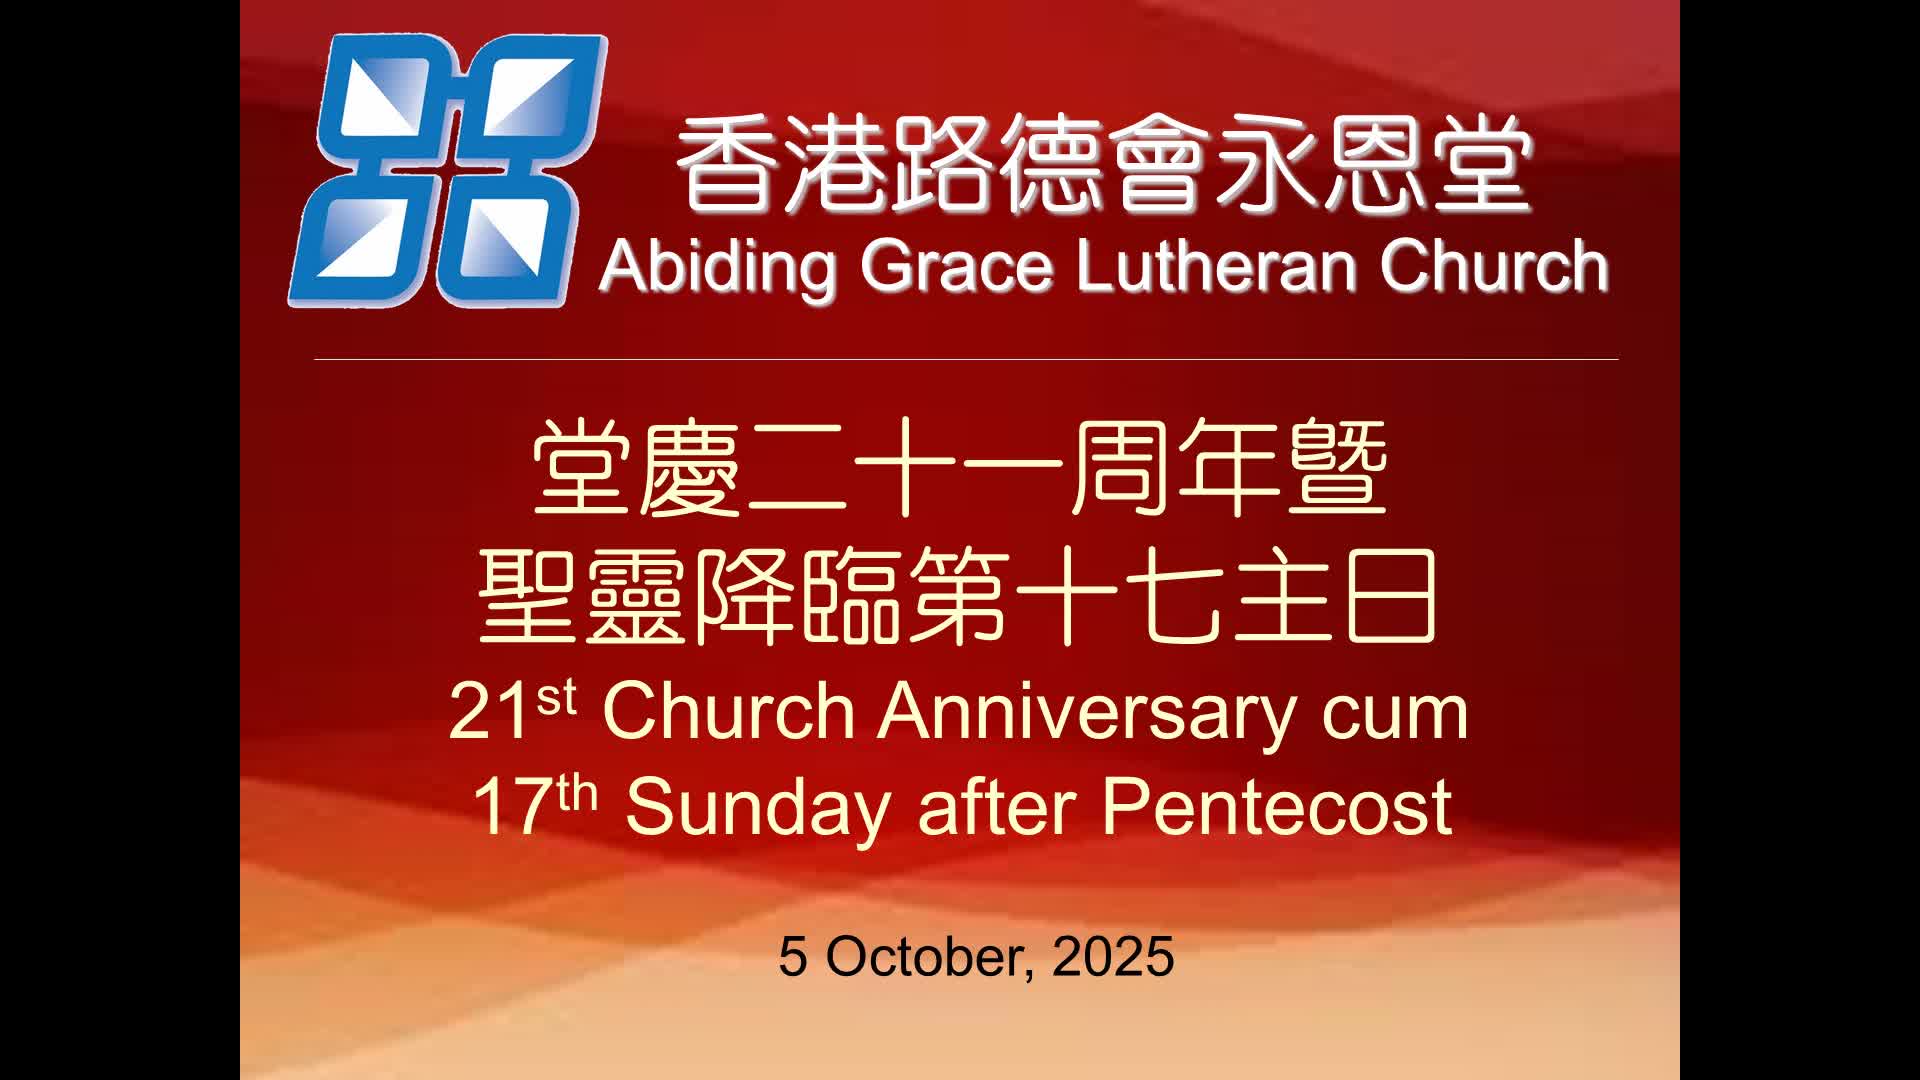 香港路德會永恩堂
Abiding Grace Lutheran Church
堂慶二十一周年暨
聖靈降臨第十七主日
21st Church Anniversary cum
17th Sunday after Pentecost
5 October, 2025